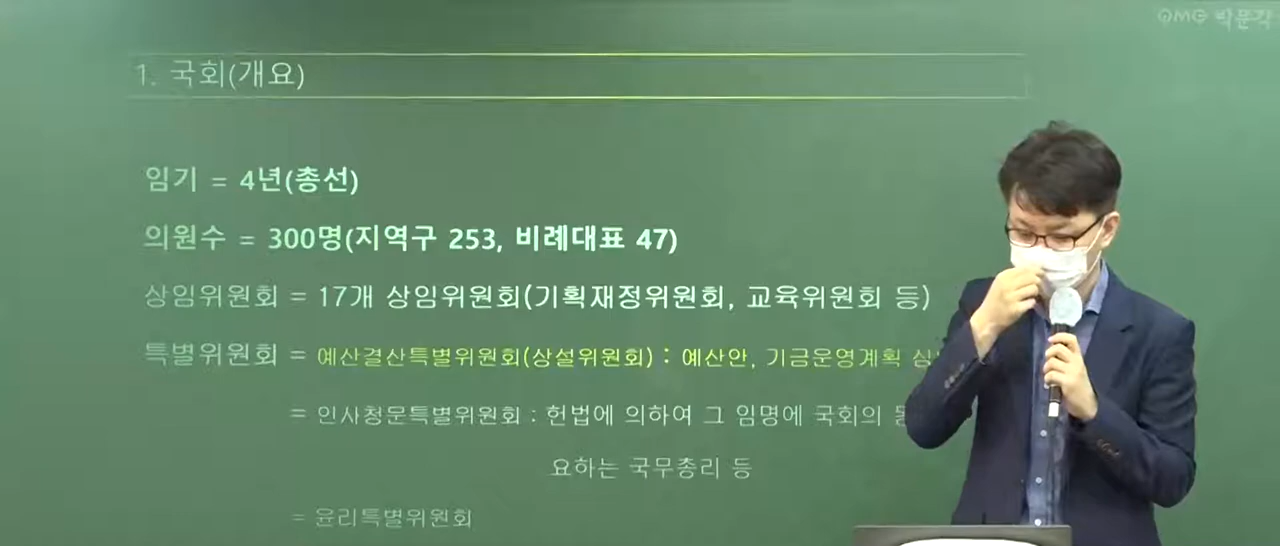 OMG 박문각
1. 국회(개요)
임기 = 4년(총선)
의원수 = 300명(지역구 253, 비례대표 47)
상임위원회 = 17개 상임위원회(기획재정위원회, 교육위원회 등)
특별위원회 = 예산결산특별위원회(상설위원회) : 예산안, 기금운영계획
= 인사청문특별위원회 : 헌법에 의하여 그 임명에 국회의
요하는 국무총리 등
= 윤리특별위원회